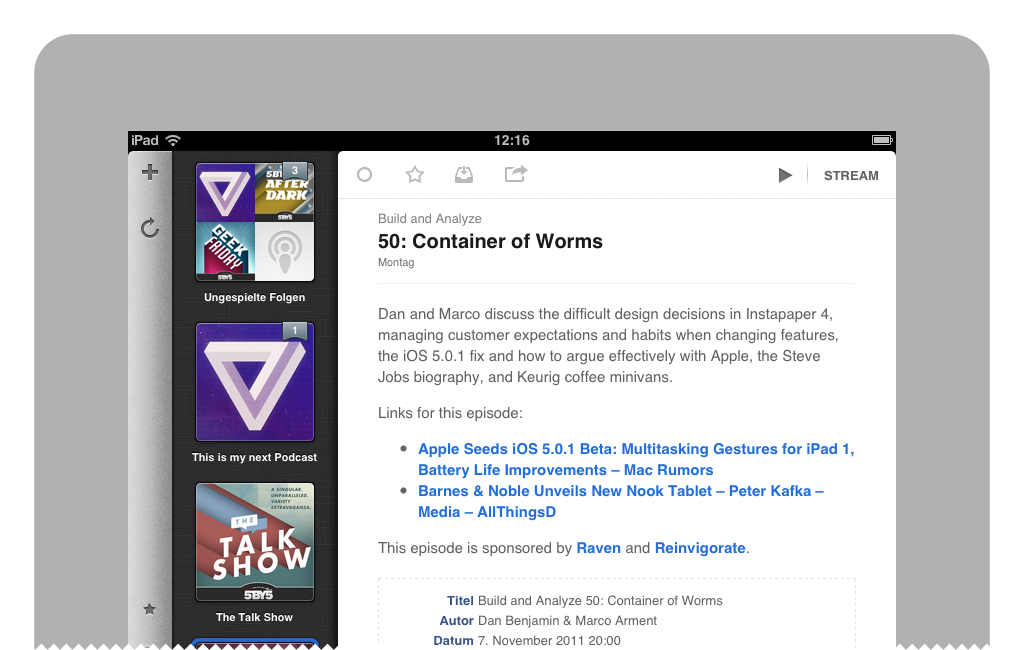 iPad
12:16
3
5BY5
AFTER
DARK
5BY5
GEEK
FRIDAY
5BY5
Ungespielte Folgen
1
This is my next Podcast
A SINGULAR,
UNPARALLELED,
VARIETY
EXTRAVAGANZA.
THE
TALK
SHOW
5BY5
The Talk Show
STREAM
Build and Analyze
50: Container of Worms
Montag
Dan and Marco discuss the difficult design decisions in Instapaper 4,
managing customer expectations and habits when changing features,
the iOS 5.0.1 fix and how to argue effectively with Apple, the Steve
Jobs biography, and Keurig coffee minivans.
Links for this episode:
• Apple Seeds iOS 5.0.1 Beta: Multitasking Gestures for iPad 1,
Battery Life Improvements – Mac Rumors
• Barnes & Noble Unveils New Nook Tablet – Peter Kafka –
Media – AllThingsD
This episode is sponsored by Raven and Reinvigorate.
Titel Build and Analyze 50: Container of Worms
Autor Dan Benjamin & Marco Arment
Datum 7. November 2011 20:00